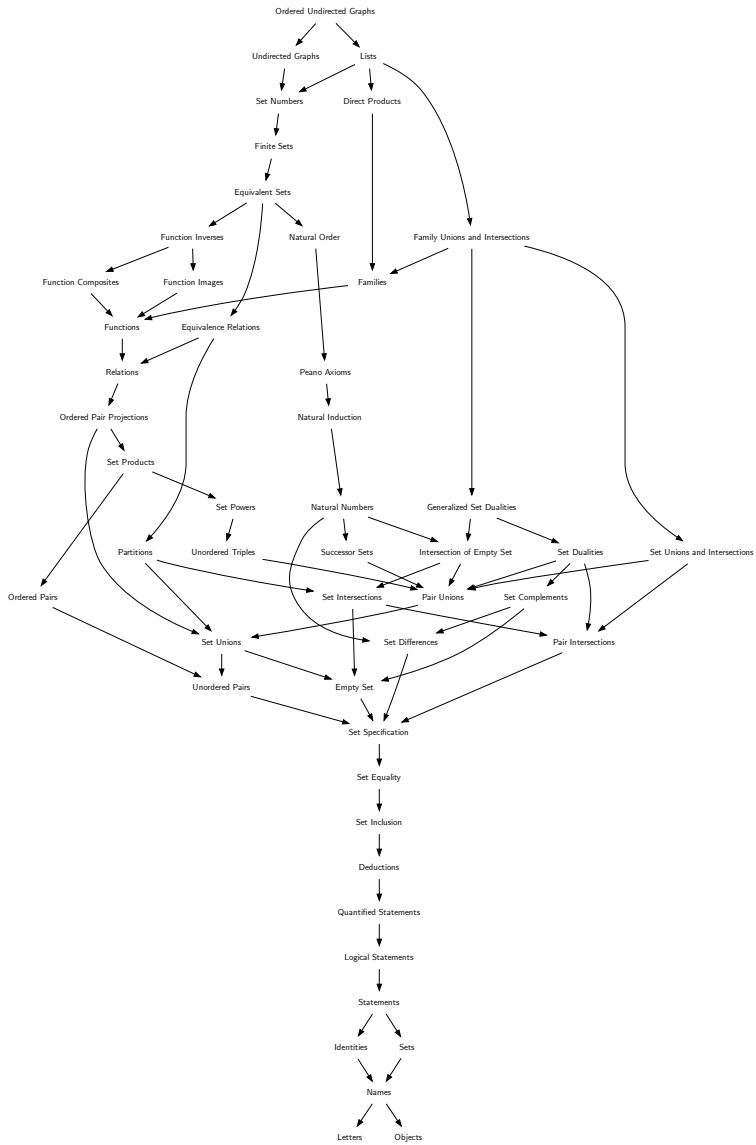 Ordered Undirected Graphs
Undirected Graphs
Lists
Set Numbers
Direct Products
Finite Sets
Equivalent Sets
Function Inverses
Natural Order
Family Unions and Intersections
Function Composites
Function Images
Families
Functions
Equivalence Relations
Relations
Peano Axioms
Ordered Pair Projections
Natural Induction
Set Products
Set Powers
Natural Numbers
Generalized Set Dualities
Partitions
Unordered Triples
Successor Sets
Intersection of Empty Set
Set Dualities
Set Unions and Intersections
Ordered Pairs
Set Intersections
Pair Unions
Set Complements
Set Unions
Set Differences
Pair Intersections
Unordered Pairs
Empty Set
Set Specification
Set Equality
Set Inclusion
Deductions
Quantified Statements
Logical Statements
Statements
Identities
Sets
Names
Letters
Objects